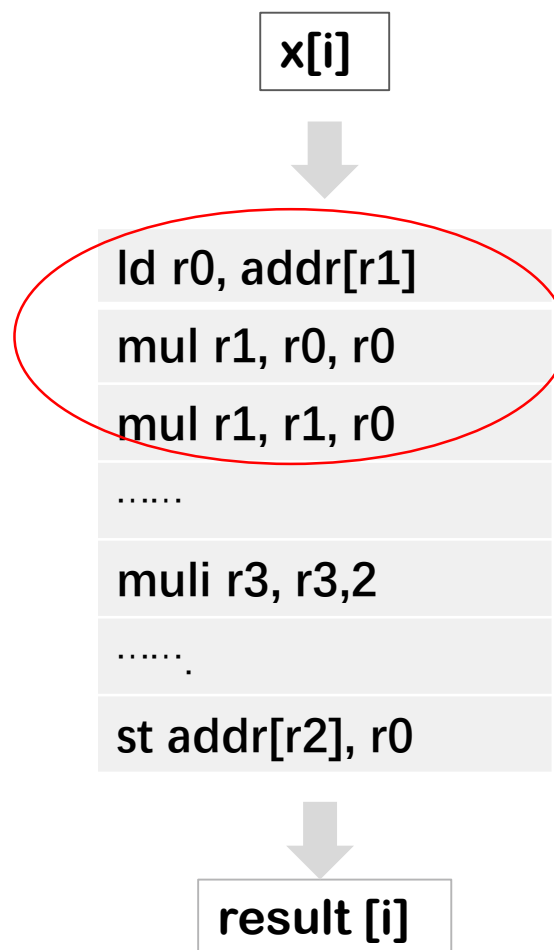 x[i]
ld r0, addr[r1]
mul r1, r0, r0
mul r1, r1, r0
……
muli r3, r3,2
…….
st addr[r2], r0
result [i]